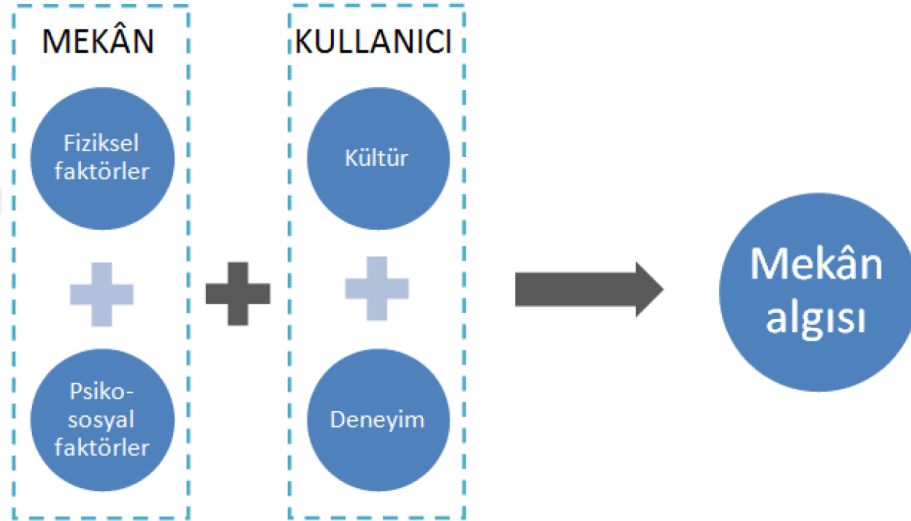 MEKÂN
Fiziksel
faktörler
Psiko-
sosyal
faktörler
KULLANICI
Kültür
Deneyim
Mekân
algısı